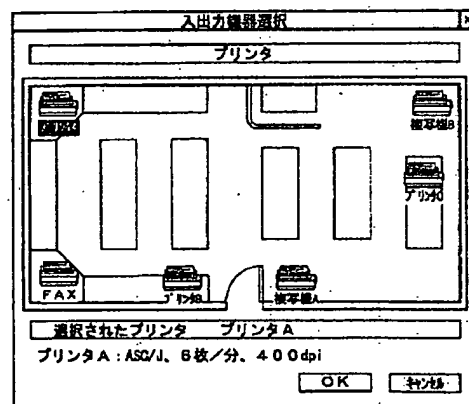 入出力機器選択
プリンタ
複写機B
プリンタC
FAX
プリンタB
複写機A
選択されたプリンタ プリンタA
プリンタA:ASC/J、6枚/分、400dpi
OK
キャンセル